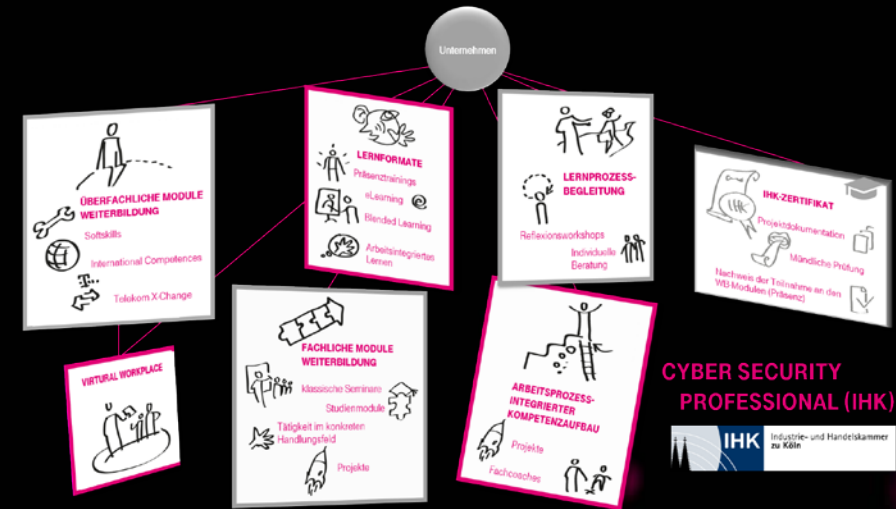 Unternehmen
ÜBERFACHLICHE MODULE
WEITERBILDUNG
Softskills
International Competences
T...
Telekom X-Change
LERNFORMATE
Präsenztrainings
eLearning
Blended Learning
Arbeitsintegriertes
Lernen
LERNPROZESS-
BEGLEITUNG
Reflexionsworkshops
Individuelle
Beratung
IHK-ZERTIFIKAT
IHK
Projektdokumentation
Mündliche Prüfung
Nachweis der Teilnahme an den
WB-Modulen (Präsenz)
VIRTURAL WORKPLACE
FACHLICHE MODULE
WEITERBILDUNG
klassische Seminare
Studienmodule
Tätigkeit im konkreten
Handlungsfeld
Projekte
ARBEITSPROZESS-
INTEGRIERTER
KOMPETENZAUFBAU
Projekte
Fachcoaches
CYBER SECURITY
PROFESSIONAL (IHK)
IHK
Industrie- und Handelskammer
zu Köln